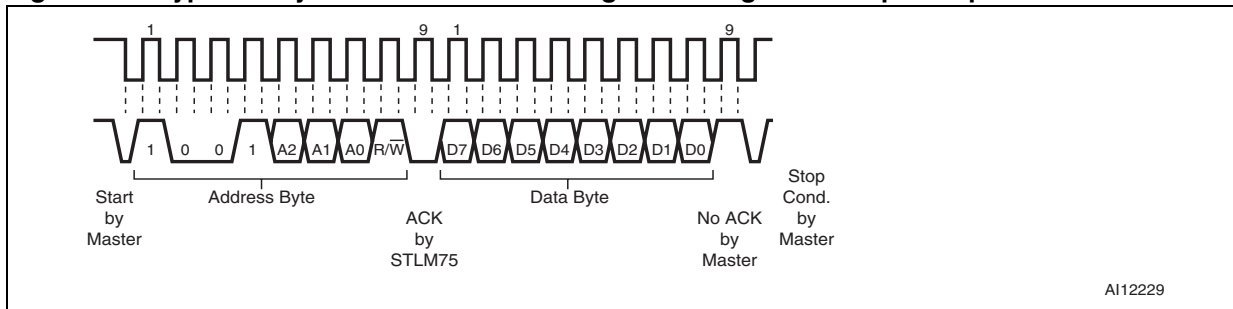 1 9 1 9
1 0 0 1 A2 A1 A0 R/W̅ D7 D6 D5 D4 D3 D2 D1 D0
Start
by
Master
Address Byte
ACK
by
STLM75
Data Byte
No ACK
by
Master
Stop
Cond.
by
Master
AI12229